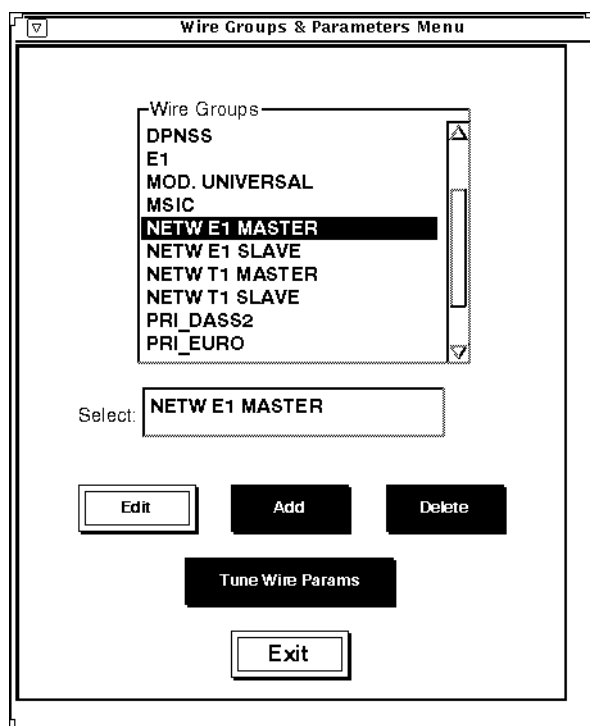 Wire Groups & Parameters Menu
Wire Groups
DPNSS
E1
MOD. UNIVERSAL
MSIC
NETW E1 MASTER
NETW E1 SLAVE
NETW T1 MASTER
NETW T1 SLAVE
PRI_DASS2
PRI_EURO
Select: NETW E1 MASTER
Edit Add Delete
Tune Wire Params
Exit